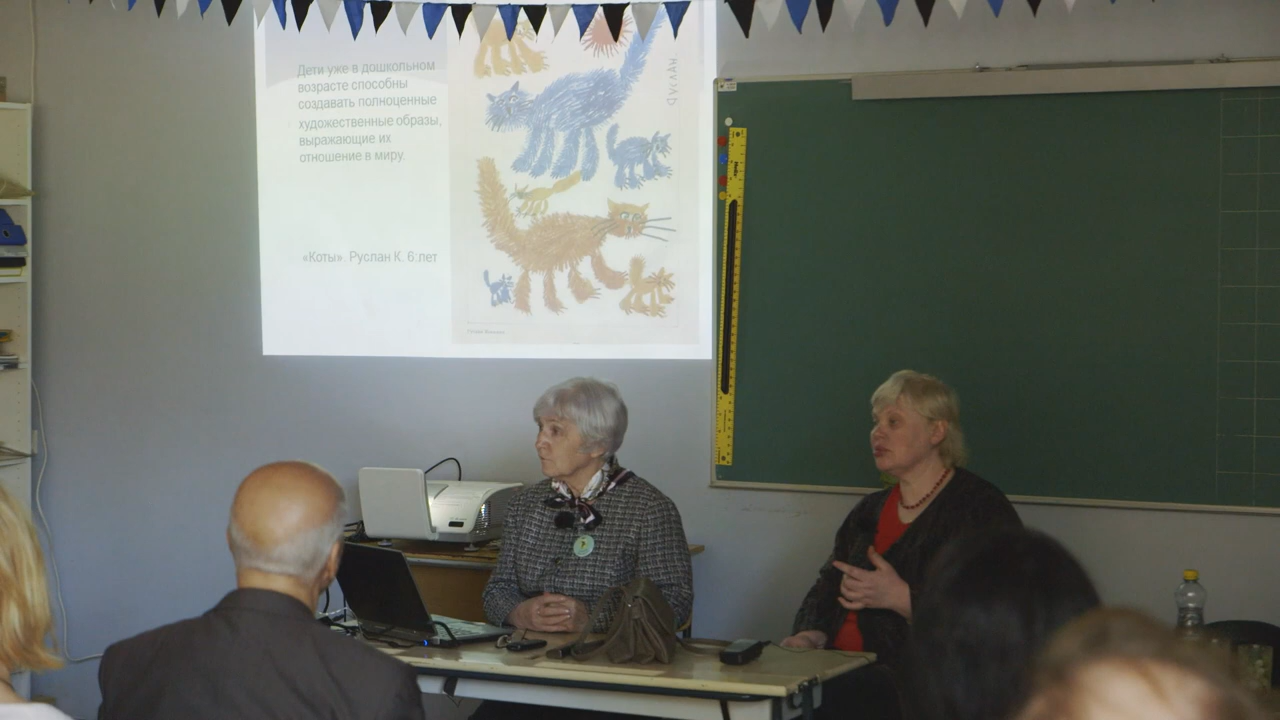 Дети уже в дошкольном
возрасте способны
создавать полноценные
художественные образы,
выражающие их
отношение в миру.
«Коты». Руслан К. 6 лет